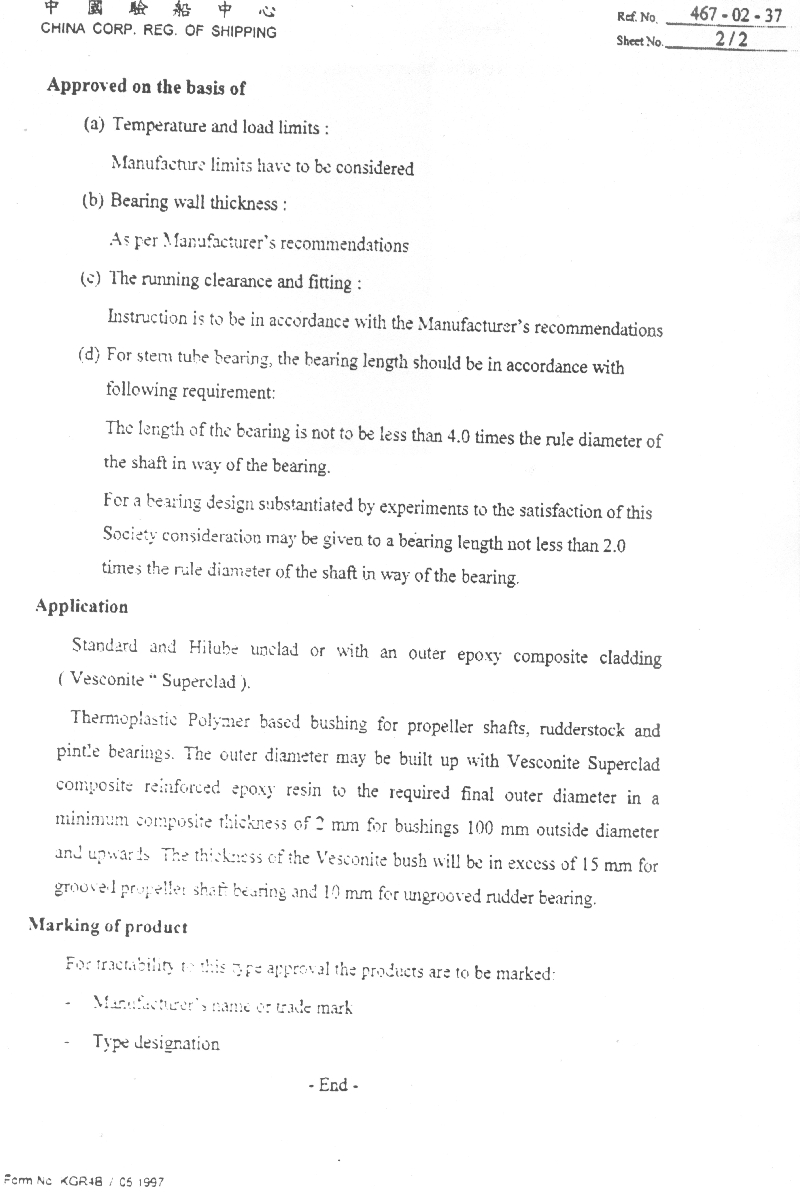 中 國 驗 船 中 心
CHINA CORP. REG. OF SHIPPING
Ref. No. 467 - 02 - 37
Sheet No. 2 / 2
Approved on the basis of
(a) Temperature and load limits :
Manufacture limits have to be considered
(b) Bearing wall thickness :
As per Manufacturer's recommendations
(c) The running clearance and fitting :
Instruction is to be in accordance with the Manufacturer's recommendations
(d) For stern tube bearing, the bearing length should be in accordance with
following requirement:
The length of the bearing is not to be less than 4.0 times the rule diameter of
the shaft in way of the bearing.
For a bearing design substantiated by experiments to the satisfaction of this
Society consideration may be given to a bearing length not less than 2.0
times the rule diameter of the shaft in way of the bearing.
Application
Standard and Hilube unclad or with an outer epoxy composite cladding
( Vesconite " Superclad ).
Thermoplastic Polymer based bushing for propeller shafts, rudderstock and
pintle bearings. The outer diameter may be built up with Vesconite Superclad
composite reinforced epoxy resin to the required final outer diameter in a
minimum composite thickness of 2 mm for bushings 100 mm outside diameter
and upwards. The thickness of the Vesconite bush will be in excess of 15 mm for
grooved propeller shaft bearing and 10 mm for ungrooved rudder bearing.
Marking of product
For tractability to this type approval the products are to be marked:
- Manufacturer's name or trade mark
- Type designation
- End -
Form No. KGR4B / 05 1997